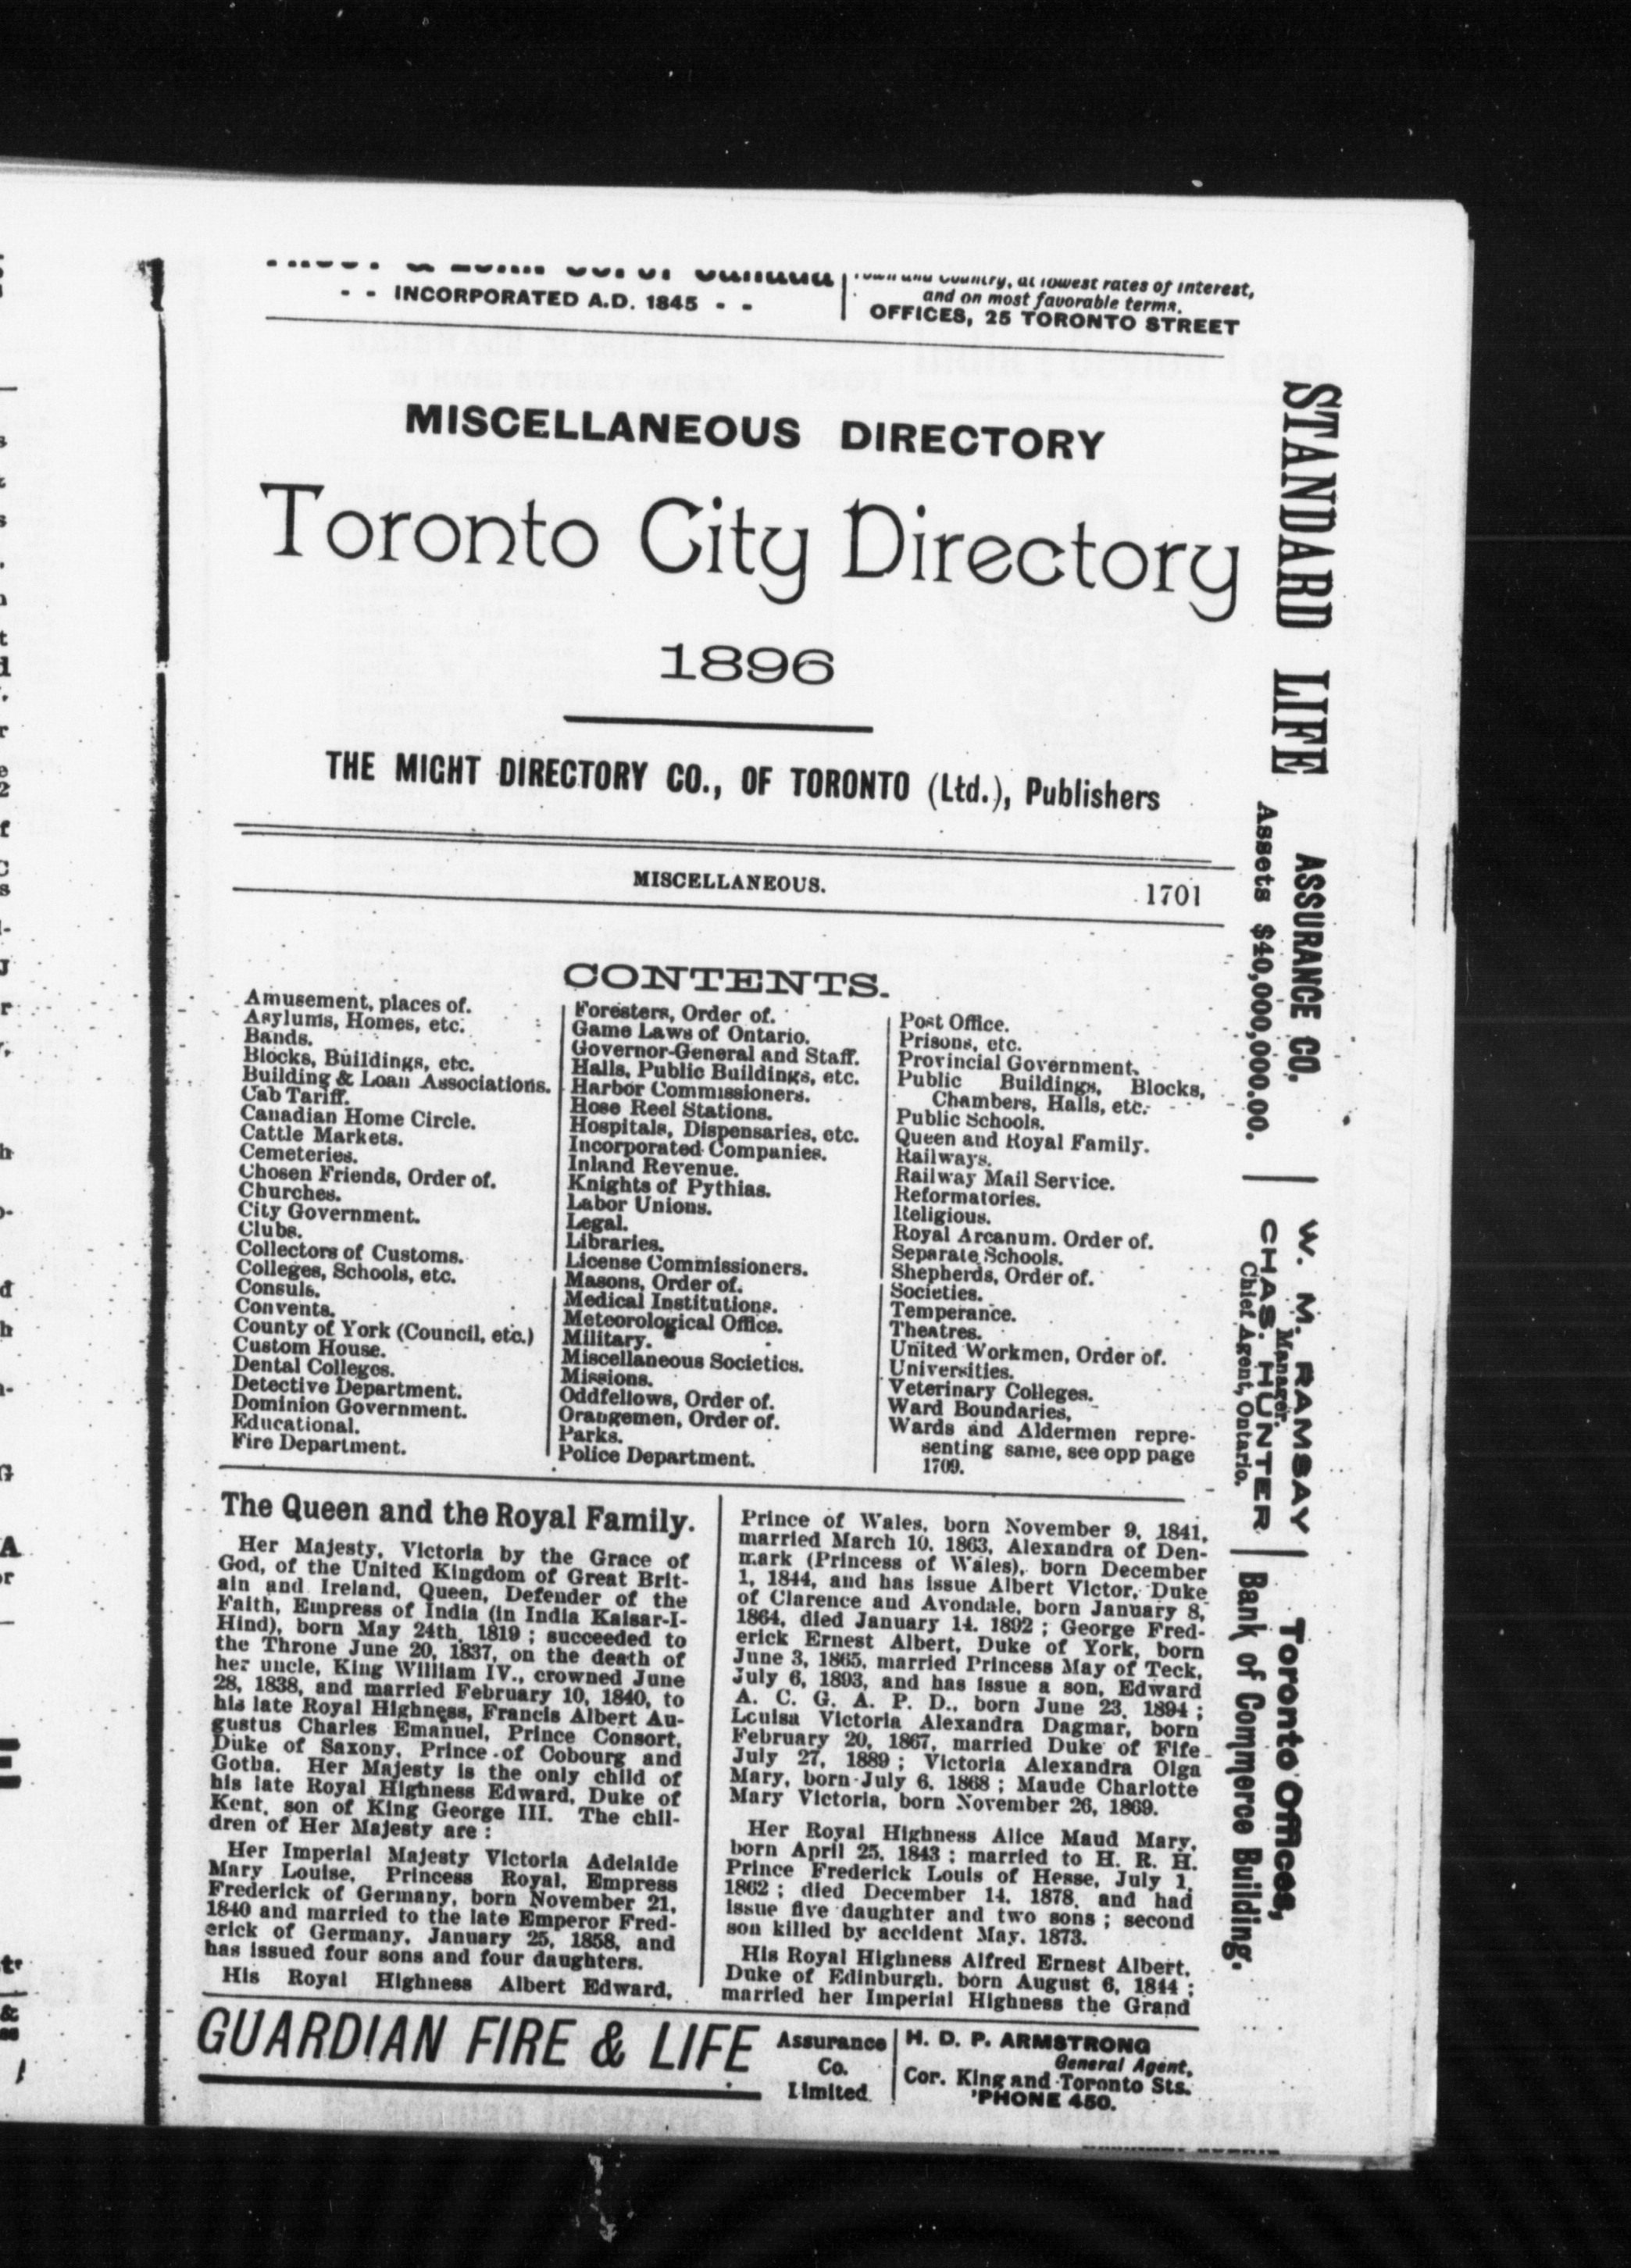 - - INCORPORATED A.D. 1845 - -
Town and Country, at lowest rates of interest,
and on most favorable terms.
OFFICES, 25 TORONTO STREET
MISCELLANEOUS DIRECTORY
Toronto City Directory
1896
THE MIGHT DIRECTORY CO., OF TORONTO (Ltd.), Publishers
MISCELLANEOUS. 1701
CONTENTS.
Amusement, places of.
Asylums, Homes, etc.
Bands.
Blocks, Buildings, etc.
Building & Loan Associations.
Cab Tariff.
Canadian Home Circle.
Cattle Markets.
Cemeteries.
Chosen Friends, Order of.
Churches.
City Government.
Clubs.
Collectors of Customs.
Colleges, Schools, etc.
Consuls.
Convents.
County of York (Council, etc.)
Custom House.
Dental Colleges.
Detective Department.
Dominion Government.
Educational.
Fire Department.
Foresters, Order of.
Game Laws of Ontario.
Governor-General and Staff.
Halls, Public Buildings, etc.
Harbor Commissioners.
Hose Reel Stations.
Hospitals, Dispensaries, etc.
Incorporated Companies.
Inland Revenue.
Knights of Pythias.
Labor Unions.
Legal.
Libraries.
License Commissioners.
Masons, Order of.
Medical Institutions.
Meteorological Office.
Military.
Miscellaneous Societies.
Missions.
Oddfellows, Order of.
Orangemen, Order of.
Parks.
Police Department.
Post Office.
Prisons, etc.
Provincial Government.
Public Buildings, Blocks,
Chambers, Halls, etc.
Public Schools.
Queen and Royal Family.
Railways.
Railway Mail Service.
Reformatories.
Religious.
Royal Arcanum. Order of.
Separate Schools.
Shepherds, Order of.
Societies.
Temperance.
Theatres.
United Workmen, Order of.
Universities.
Veterinary Colleges.
Ward Boundaries,
Wards and Aldermen repre-
senting same, see opp page
1709.
The Queen and the Royal Family.
Her Majesty, Victoria by the Grace of
God, of the United Kingdom of Great Brit-
ain and Ireland, Queen, Defender of the
Faith, Empress of India (in India Kaisar-I-
Hind), born May 24th, 1819 ; succeeded to
the Throne June 20, 1837, on the death of
her uncle, King William IV., crowned June
28, 1838, and married February 10, 1840, to
his late Royal Highness, Francis Albert Au-
gustus Charles Emanuel, Prince Consort,
Duke of Saxony, Prince of Cobourg and
Gotha. Her Majesty is the only child of
his late Royal Highness Edward, Duke of
Kent, son of King George III. The chil-
dren of Her Majesty are :
Her Imperial Majesty Victoria Adelaide
Mary Louise, Princess Royal, Empress
Frederick of Germany, born November 21,
1840 and married to the late Emperor Fred-
erick of Germany, January 25, 1858, and
has issued four sons and four daughters.
His Royal Highness Albert Edward,
Prince of Wales, born November 9, 1841,
married March 10, 1863, Alexandra of Den-
mark (Princess of Wales), born December
1, 1844, and has issue Albert Victor, Duke
of Clarence and Avondale, born January 8,
1864, died January 14, 1892 ; George Fred-
erick Ernest Albert, Duke of York, born
June 3, 1865, married Princess May of Teck,
July 6, 1893, and has issue a son, Edward
A. C. G. A. P. D., born June 23, 1894 ;
Louisa Victoria Alexandra Dagmar, born
February 20, 1867, married Duke of Fife
July 27, 1889 ; Victoria Alexandra Olga
Mary, born July 6, 1868 ; Maude Charlotte
Mary Victoria, born November 26, 1869.
Her Royal Highness Alice Maud Mary,
born April 25, 1843 ; married to H. R. H.
Prince Frederick Louis of Hesse, July 1,
1862 ; died December 14, 1878, and had
issue five daughter and two sons ; second
son killed by accident May, 1873.
His Royal Highness Alfred Ernest Albert,
Duke of Edinburgh, born August 6, 1844 ;
married her Imperial Highness the Grand
GUARDIAN FIRE & LIFE
Assurance
Co.
Limited
H. D. P. ARMSTRONG
General Agent,
Cor. King and Toronto Sts.
'PHONE 450.
STANDARD LIFE ASSURANCE CO.
Assets $40,000,000.00.
W. M. RAMSAY
Manager.
CHAS. HUNTER
Chief Agent, Ontario.
Toronto Offices,
Bank of Commerce Building.